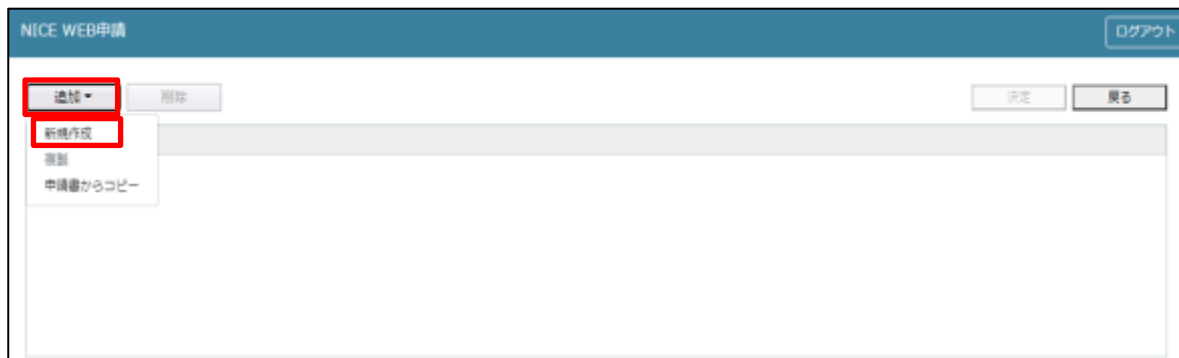 NICE WEB申請
ログアウト
追加
削除
決定
戻る
新規作成
複製
申請書からコピー